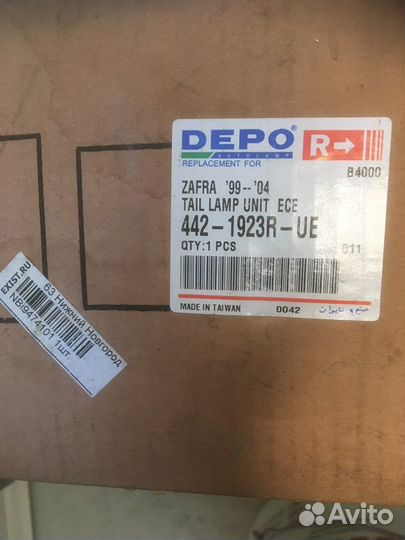 DEPO
AUTOLAMP
R→
REPLACEMENT FOR
B4000
ZAFRA '99--'04
TAIL LAMP UNIT ECE
442-1923R-UE
QTY:1 PCS 011
MADE IN TAIWAN 0042
EXIST.RU
63 Нижний Новгород
NBI9474101 1шт.
Avito